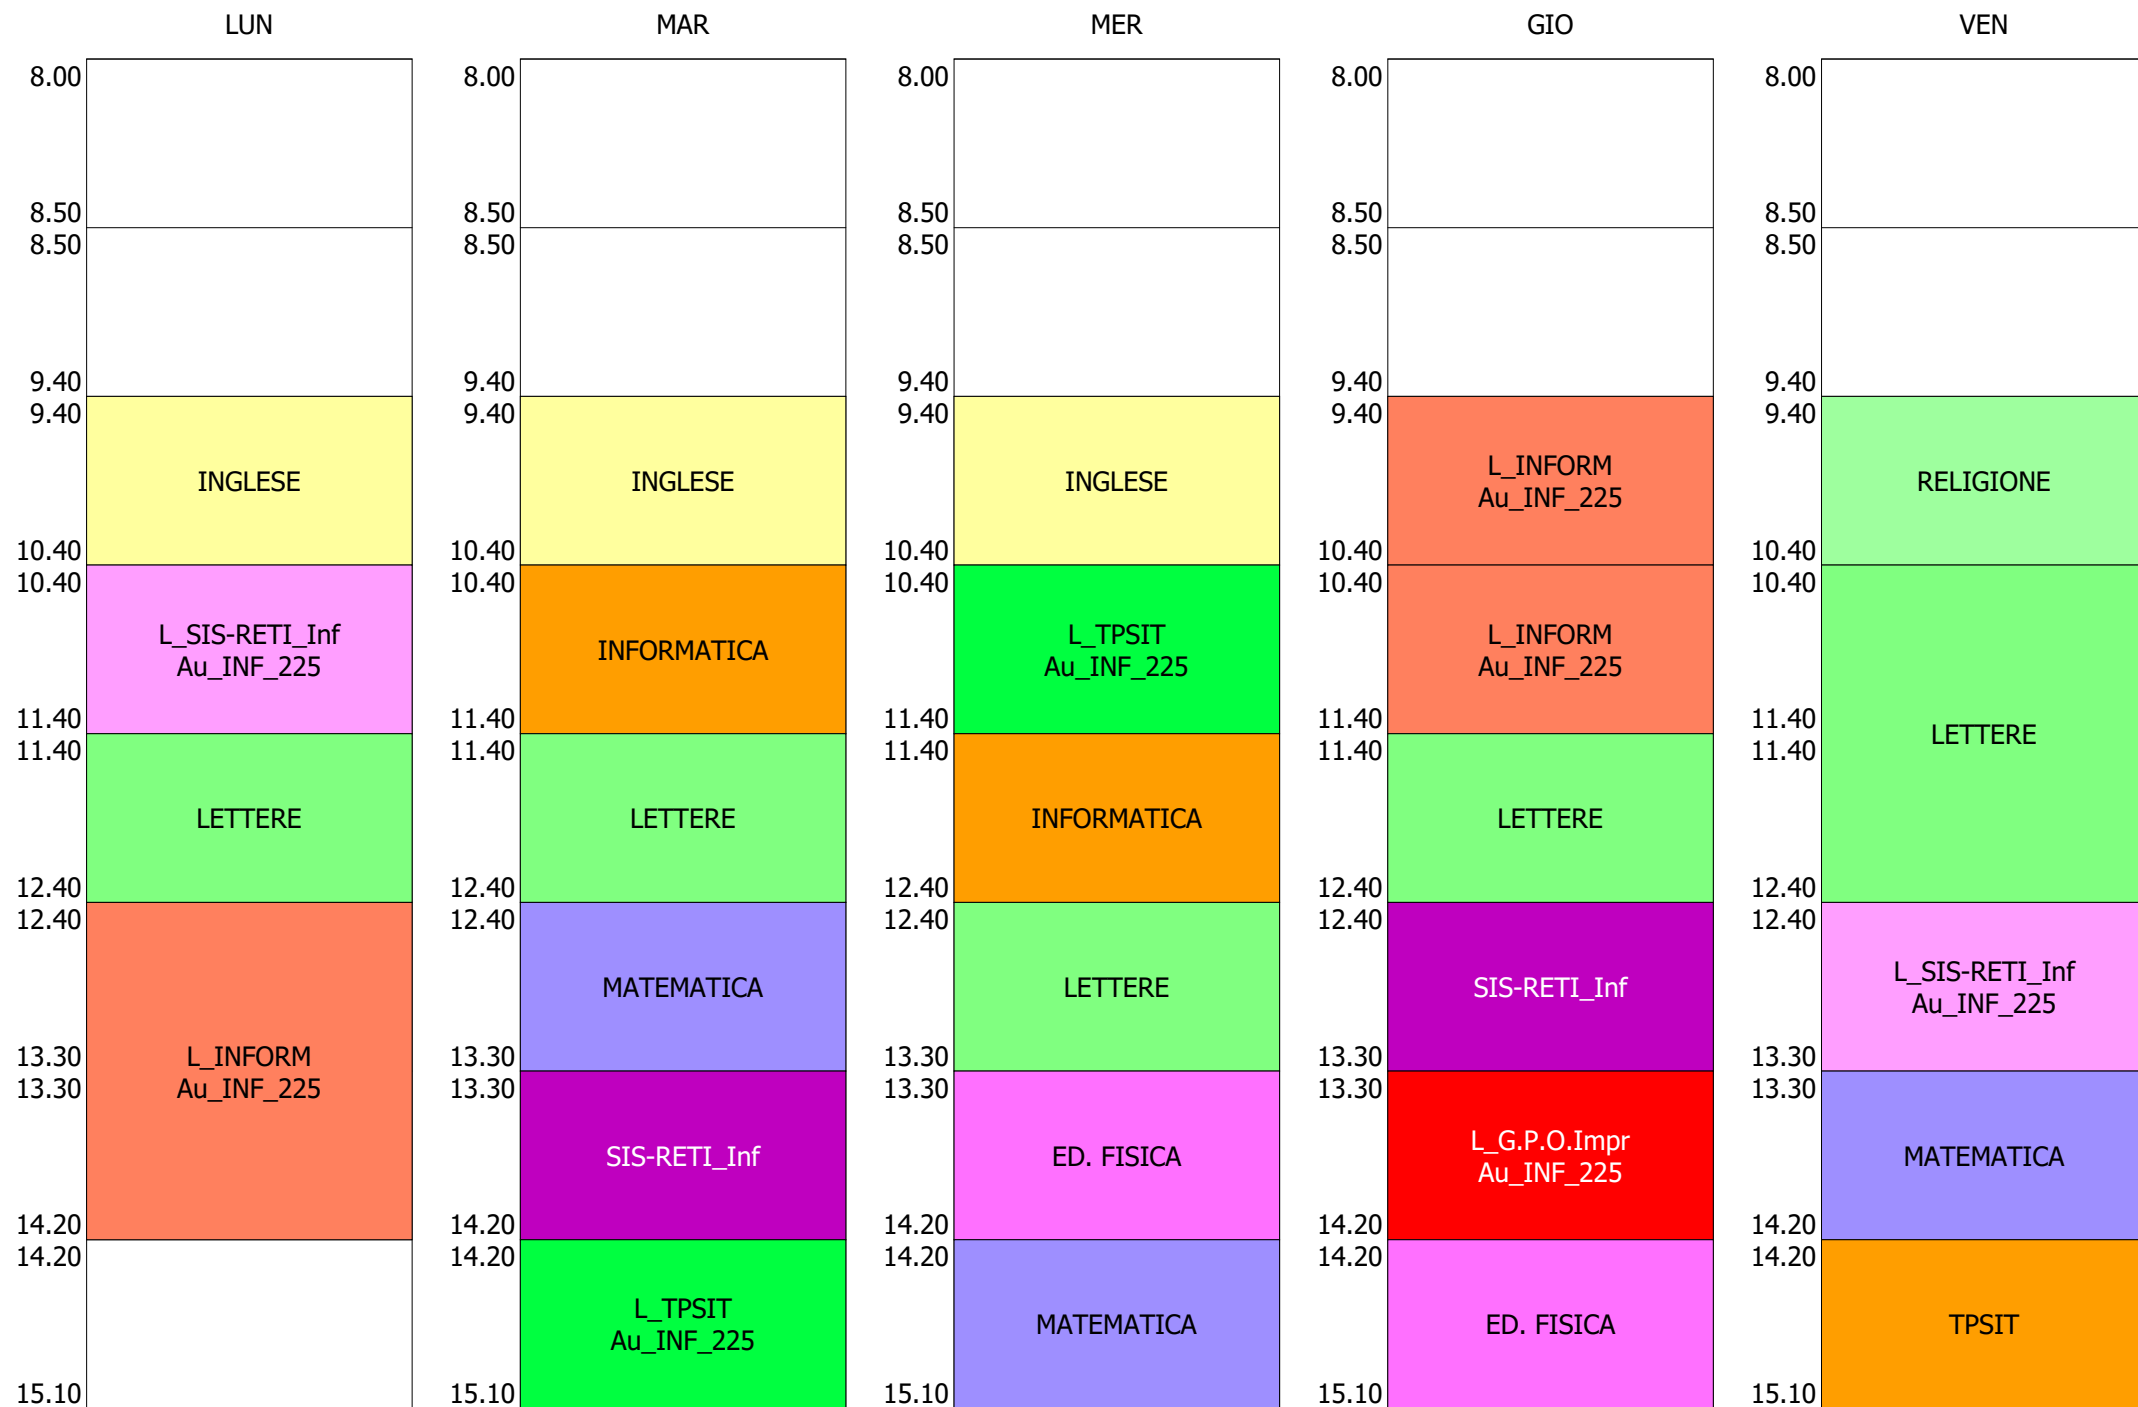 LUN MAR MER GIO VEN
8.00 8.00 8.00 8.00 8.00
8.50 8.50 8.50 8.50 8.50
8.50 8.50 8.50 8.50 8.50
9.40 9.40 9.40 9.40 9.40
9.40 9.40 9.40 9.40 9.40
INGLESE INGLESE INGLESE L_INFORM RELIGIONE
Au_INF_225
10.40 10.40 10.40 10.40 10.40
10.40 10.40 10.40 10.40 10.40
L_SIS-RETI_Inf INFORMATICA L_TPSIT L_INFORM
Au_INF_225 Au_INF_225 Au_INF_225
11.40 11.40 11.40 11.40 11.40
LETTERE
11.40 11.40 11.40 11.40 11.40
LETTERE LETTERE INFORMATICA LETTERE
12.40 12.40 12.40 12.40 12.40
12.40 12.40 12.40 12.40 12.40
MATEMATICA LETTERE SIS-RETI_Inf L_SIS-RETI_Inf
Au_INF_225
13.30 L_INFORM 13.30 13.30 13.30 13.30
13.30 Au_INF_225 13.30 13.30 13.30 13.30
SIS-RETI_Inf ED. FISICA L_G.P.O.Impr MATEMATICA
Au_INF_225
14.20 14.20 14.20 14.20 14.20
14.20 14.20 14.20 14.20 14.20
L_TPSIT MATEMATICA ED. FISICA TPSIT
Au_INF_225
15.10 15.10 15.10 15.10 15.10